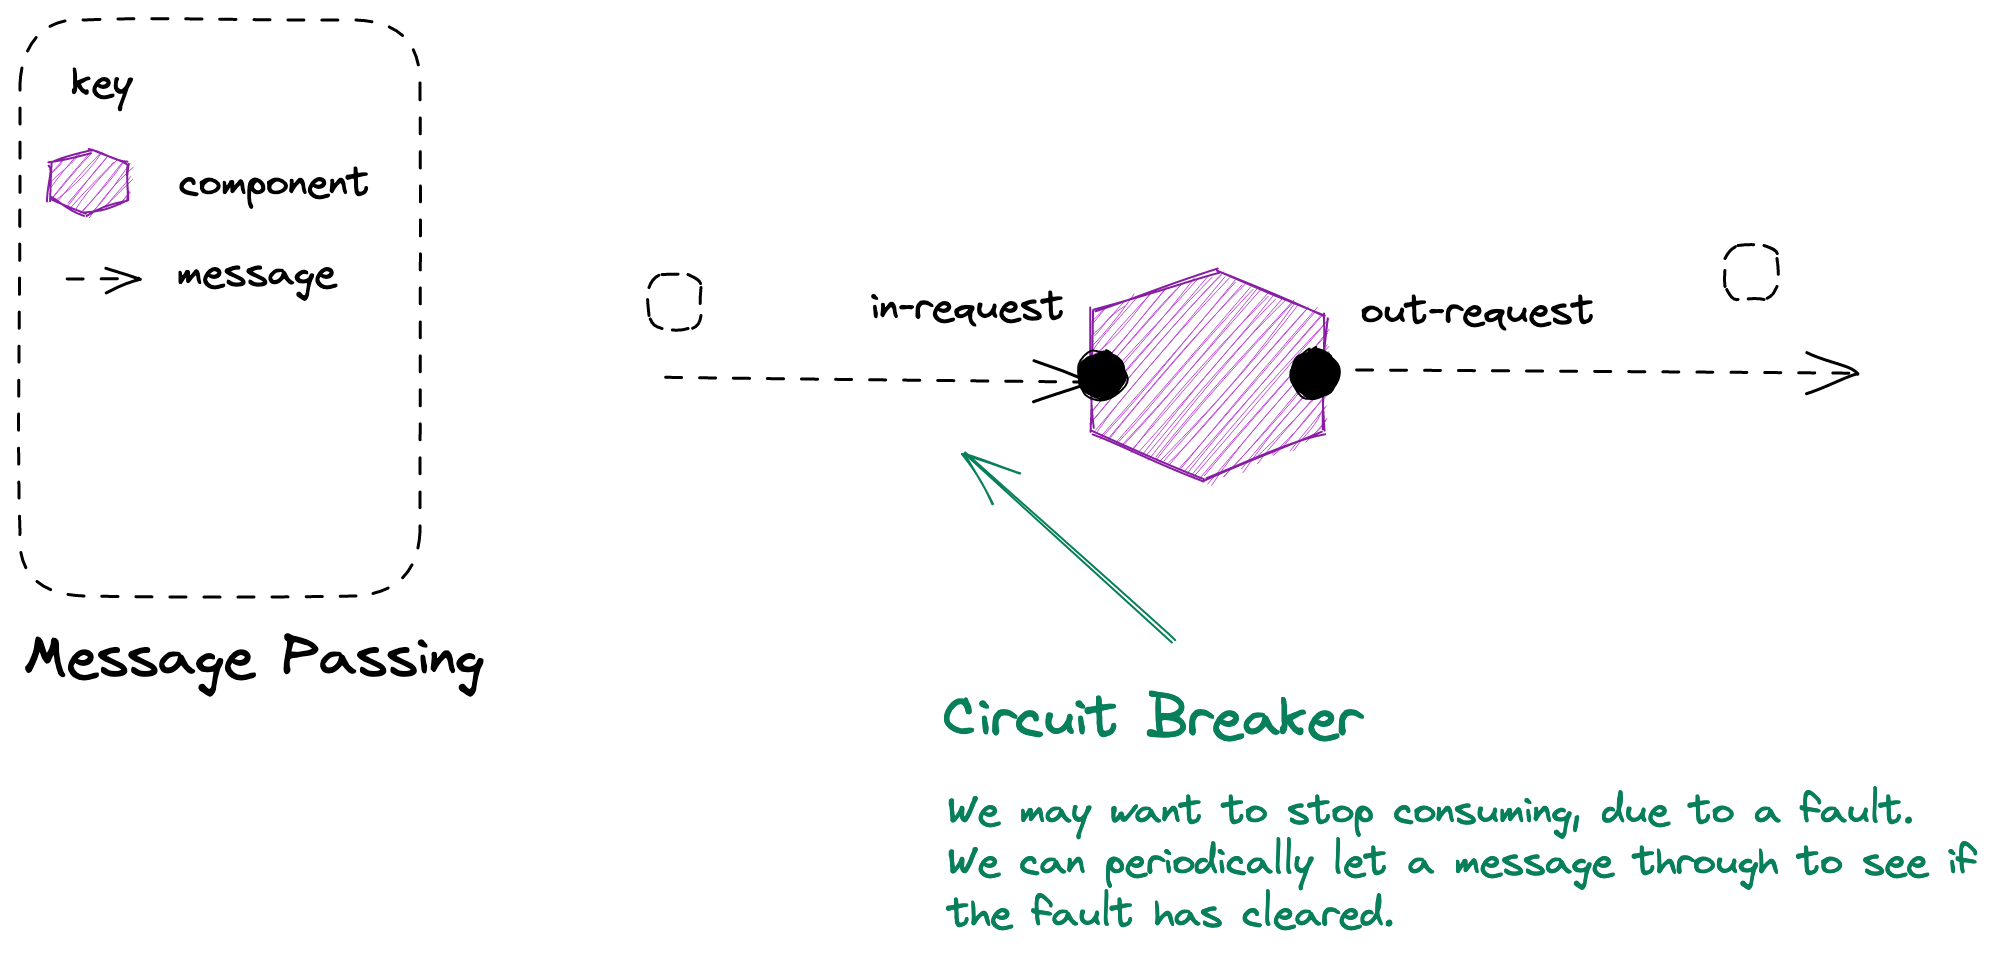 key
component
message
Message Passing
in-request
out-request
Circuit Breaker
We may want to stop consuming, due to a fault.
We can periodically let a message through to see if
the fault has cleared.